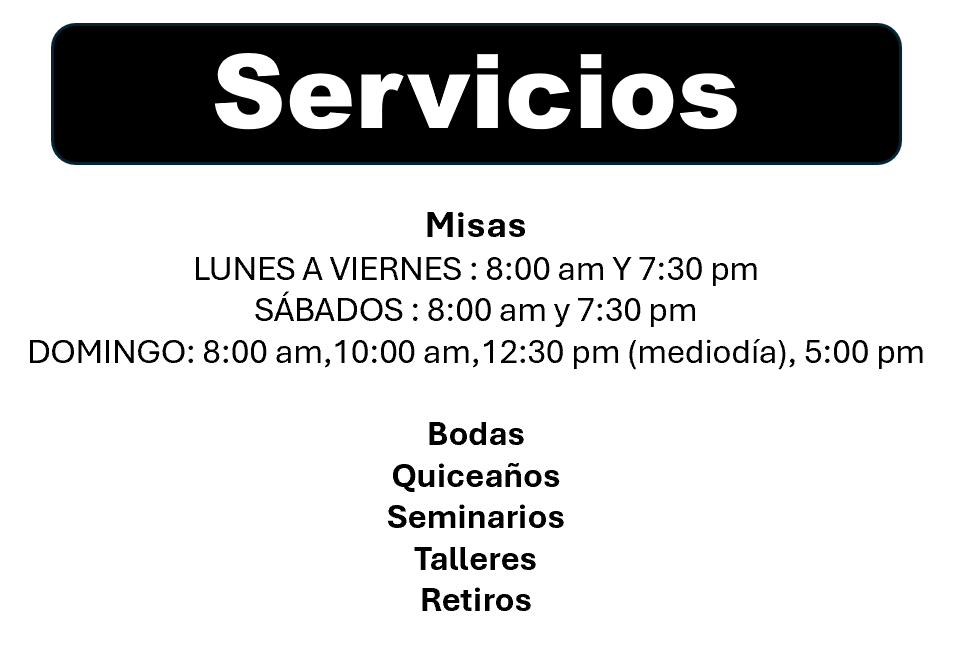 Servicios
Misas
LUNES A VIERNES : 8:00 am Y 7:30 pm
SÁBADOS : 8:00 am y 7:30 pm
DOMINGO: 8:00 am,10:00 am,12:30 pm (mediodía), 5:00 pm
Bodas
Quiceaños
Seminarios
Talleres
Retiros